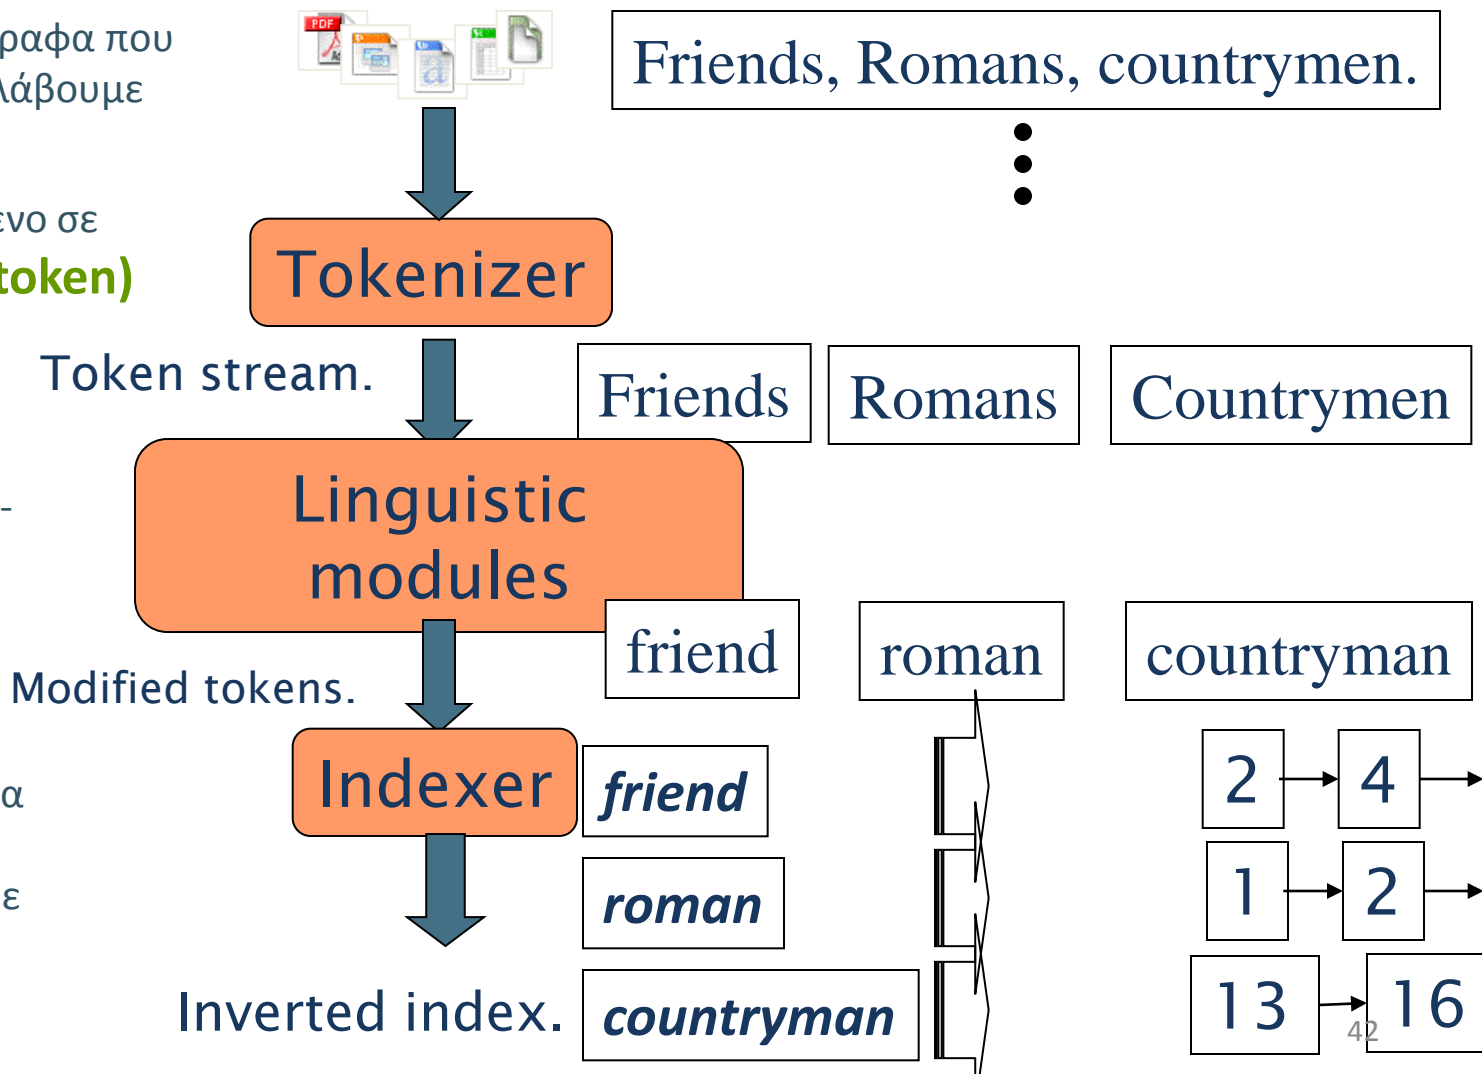 PDF
ραφα που
Friends, Romans, countrymen.
λάβουμε
ενο σε
token)
Tokenizer
Token stream.
Friends
Romans
Countrymen
Linguistic
modules
-
friend
roman
countryman
Modified tokens.
Indexer
friend
2
4
α
roman
1
2
ε
Inverted index.
countryman
13
16
42